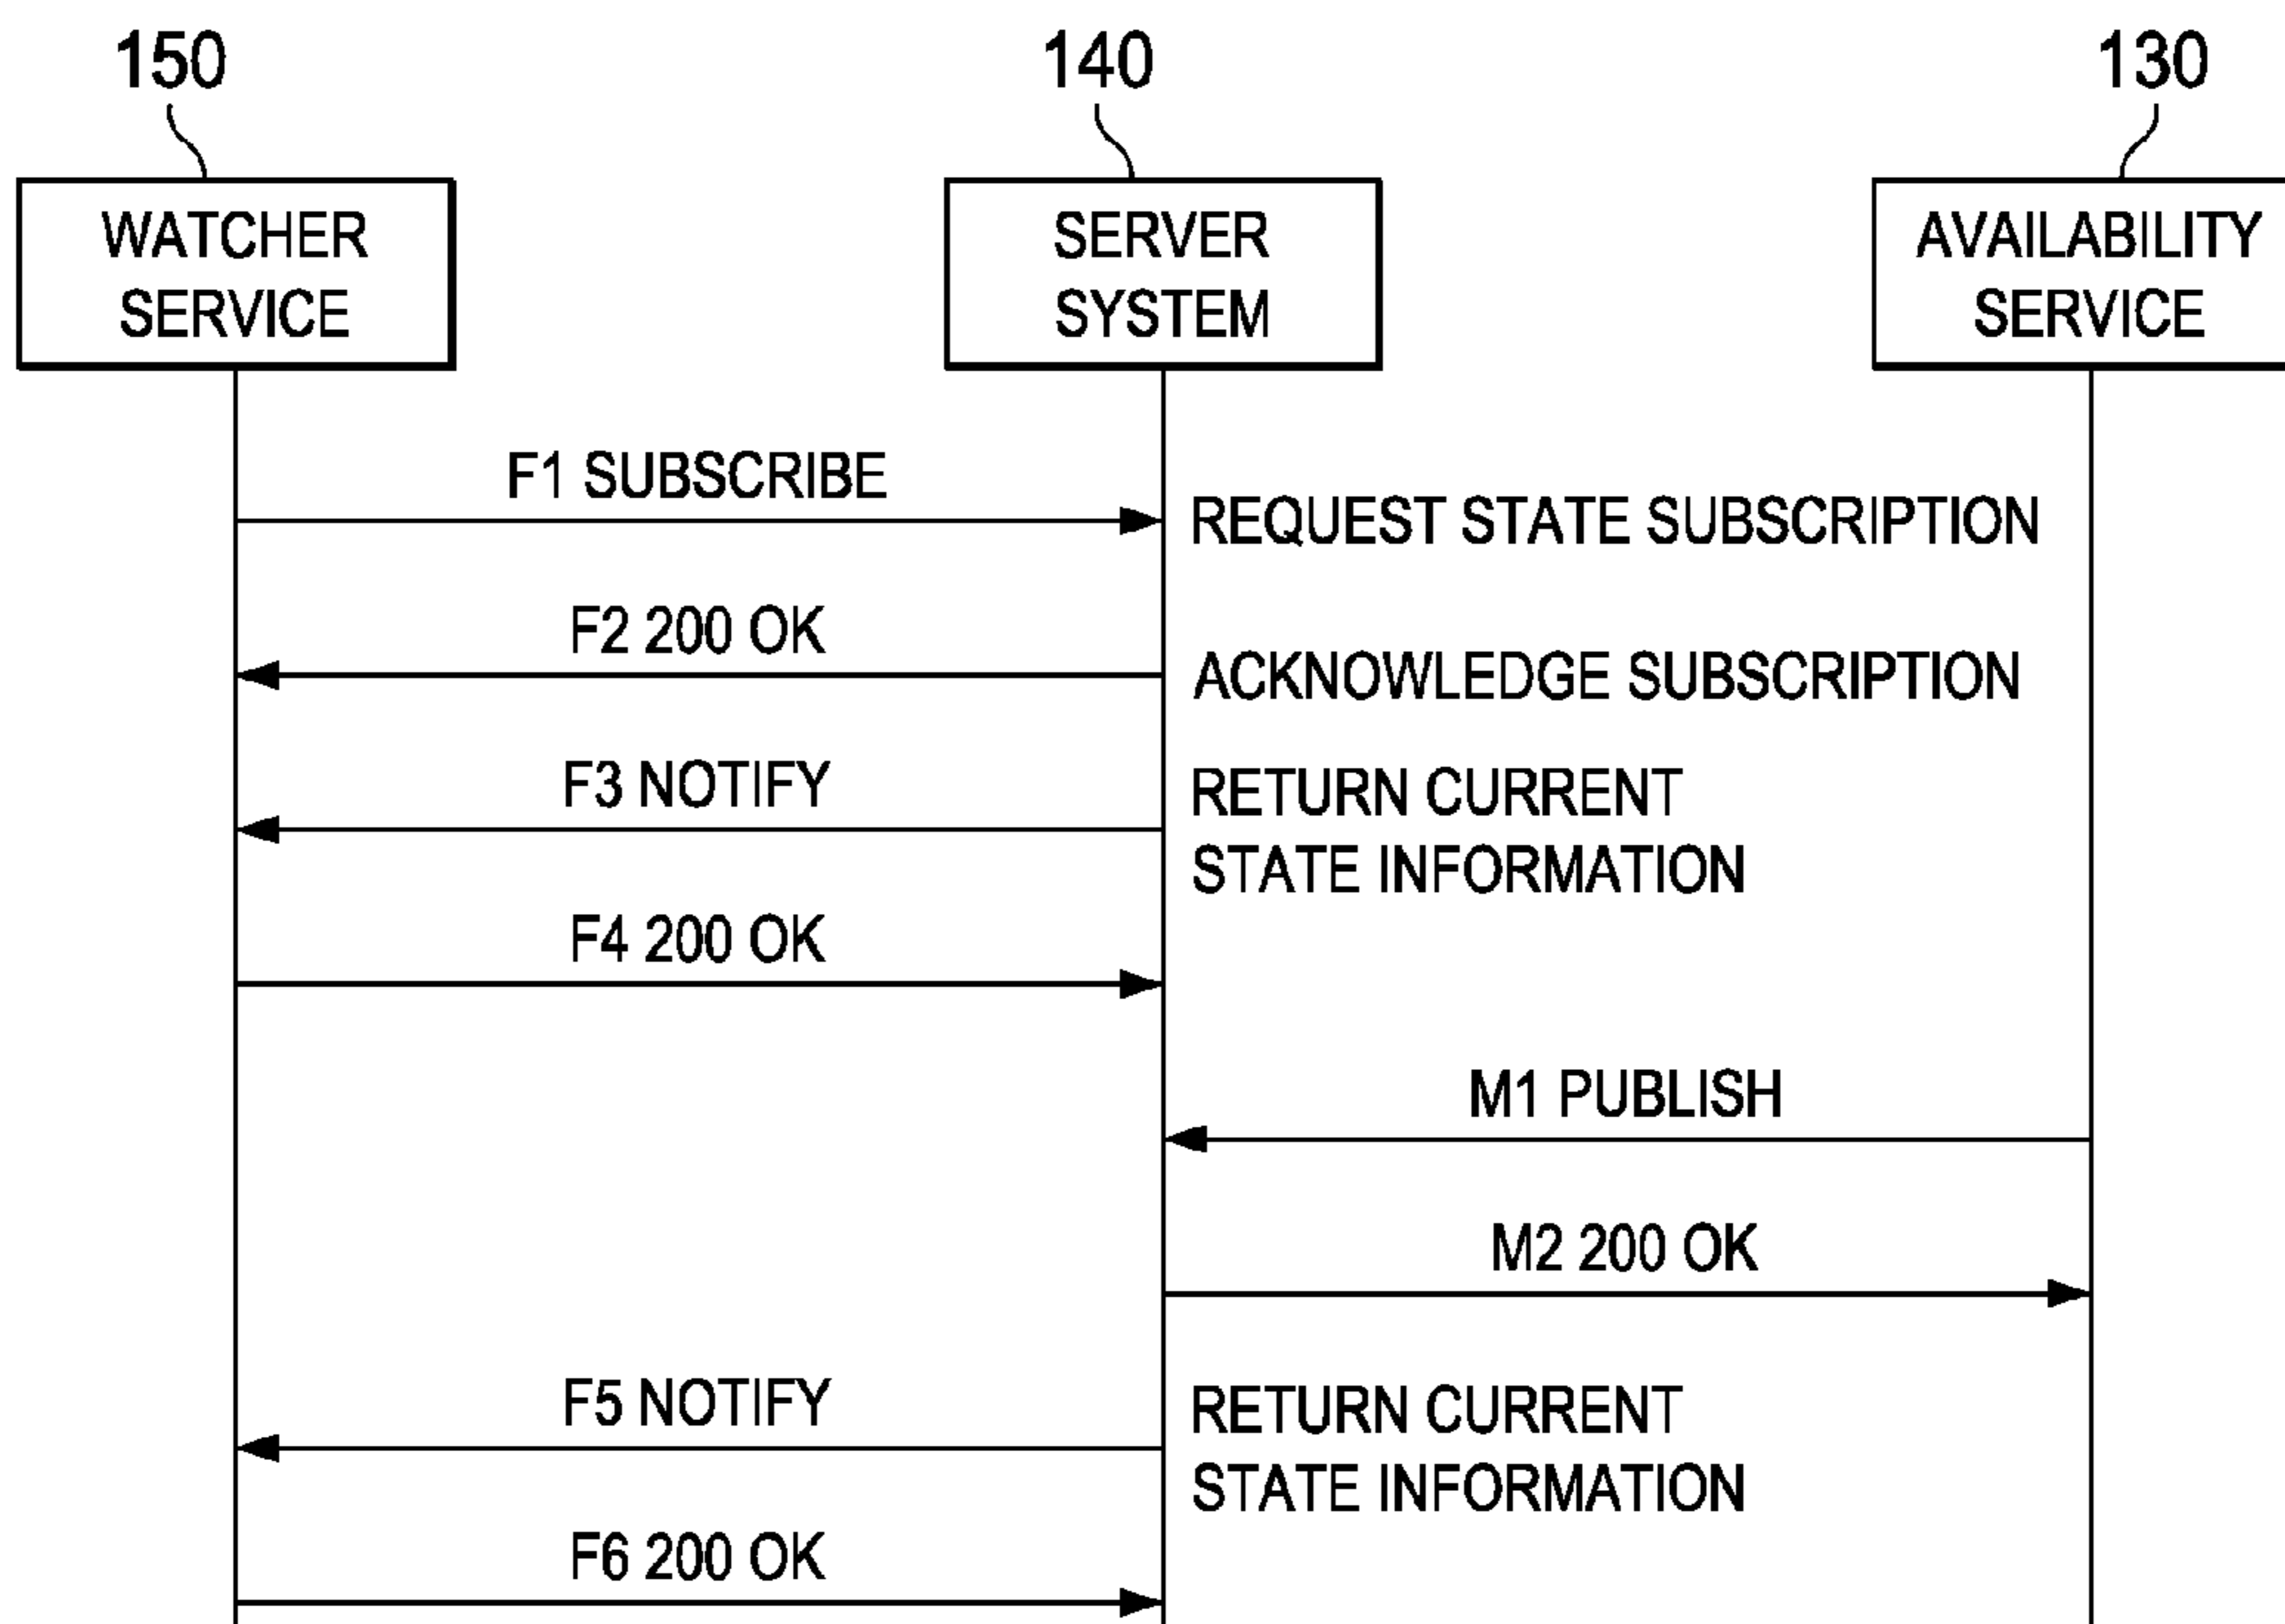 150
140
130
WATCHER
SERVICE
SERVER
SYSTEM
AVAILABILITY
SERVICE
F1 SUBSCRIBE
REQUEST STATE SUBSCRIPTION
F2 200 OK
ACKNOWLEDGE SUBSCRIPTION
F3 NOTIFY
RETURN CURRENT
STATE INFORMATION
F4 200 OK
M1 PUBLISH
M2 200 OK
F5 NOTIFY
RETURN CURRENT
STATE INFORMATION
F6 200 OK